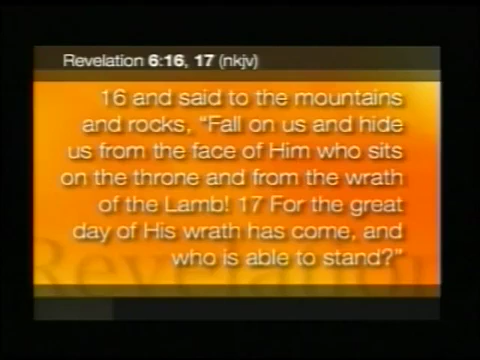 Revelation 6:16, 17 (nkjv)
16 and said to the mountains
and rocks, “Fall on us and hide
us from the face of Him who sits
on the throne and from the wrath
of the Lamb! 17 For the great
day of His wrath has come, and
who is able to stand?”
Revelation